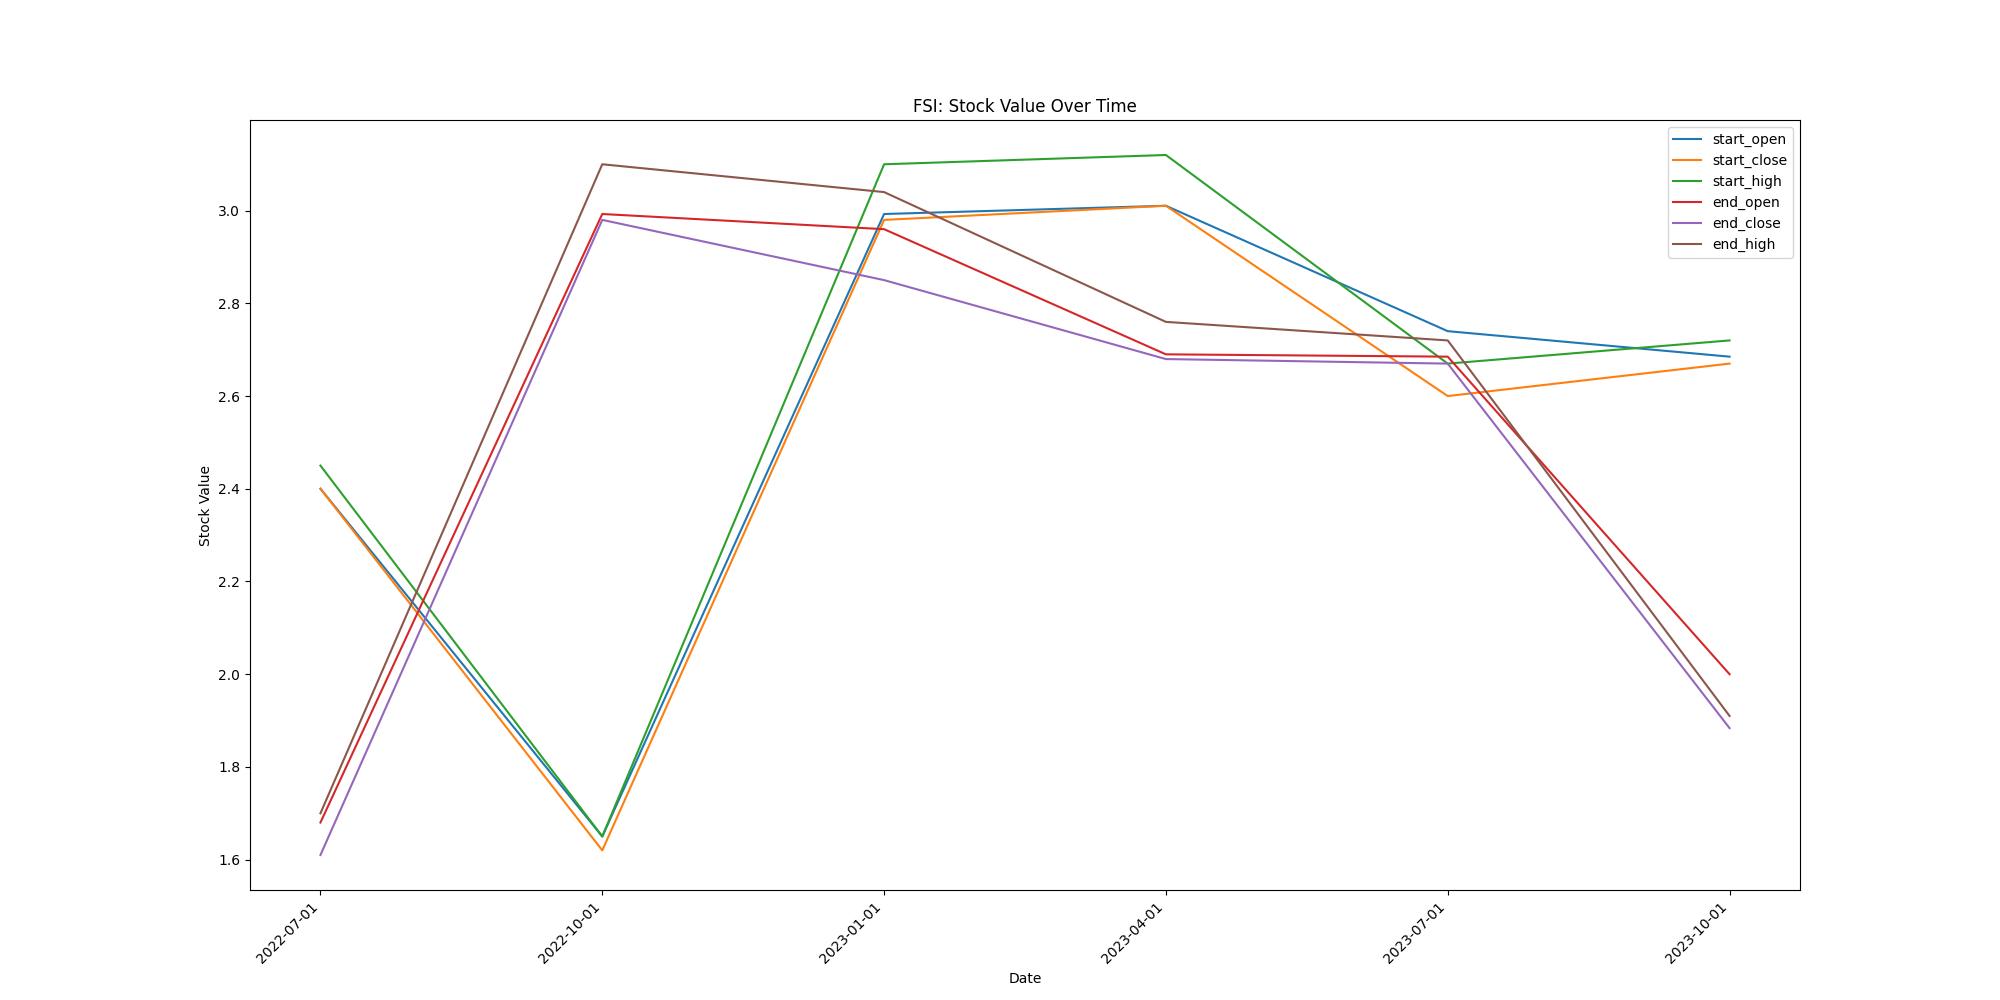 FSI: Stock Value Over Time
start_open
start_close
start_high
end_open
end_close
end_high
Stock Value
3.0
2.8
2.6
2.4
2.2
2.0
1.8
1.6
2022-07-01
2022-10-01
2023-01-01
2023-04-01
2023-07-01
2023-10-01
Date